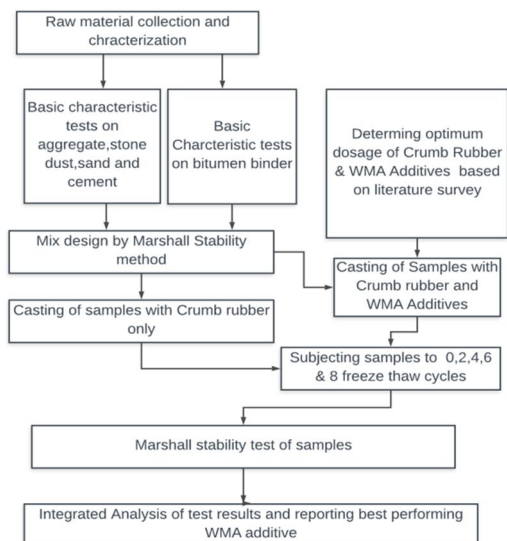 Raw material collection and
chracterization
Basic characteristic
tests on
aggregate,stone
dust,sand and
cement
Basic
Charcteristic tests
on bitumen binder
Determing optimum
dosage of Crumb Rubber
& WMA Additives based
on literature survey
Mix design by Marshall Stability
method
Casting of Samples with
Crumb rubber and
WMA Additives
Casting of samples with Crumb rubber
only
Subjecting samples to 0,2,4,6
& 8 freeze thaw cycles
Marshall stability test of samples
Integrated Analysis of test results and reporting best performing
WMA additive